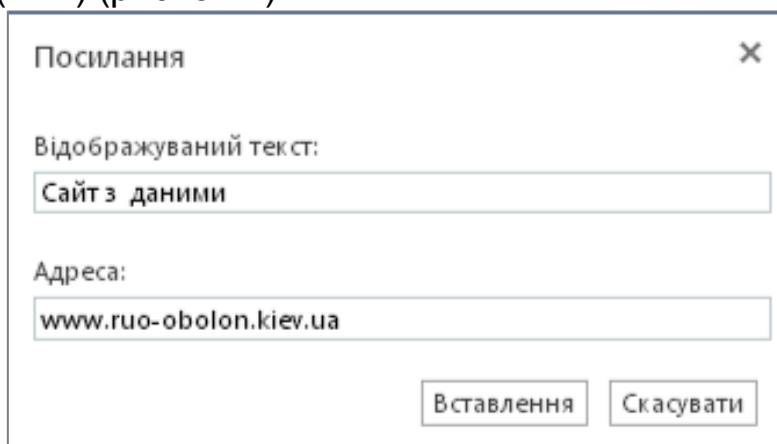 Посилання
Відображуваний текст:
Сайт з даними
Адреса:
www.ruo-obolon.kiev.ua
Вставлення Скасувати